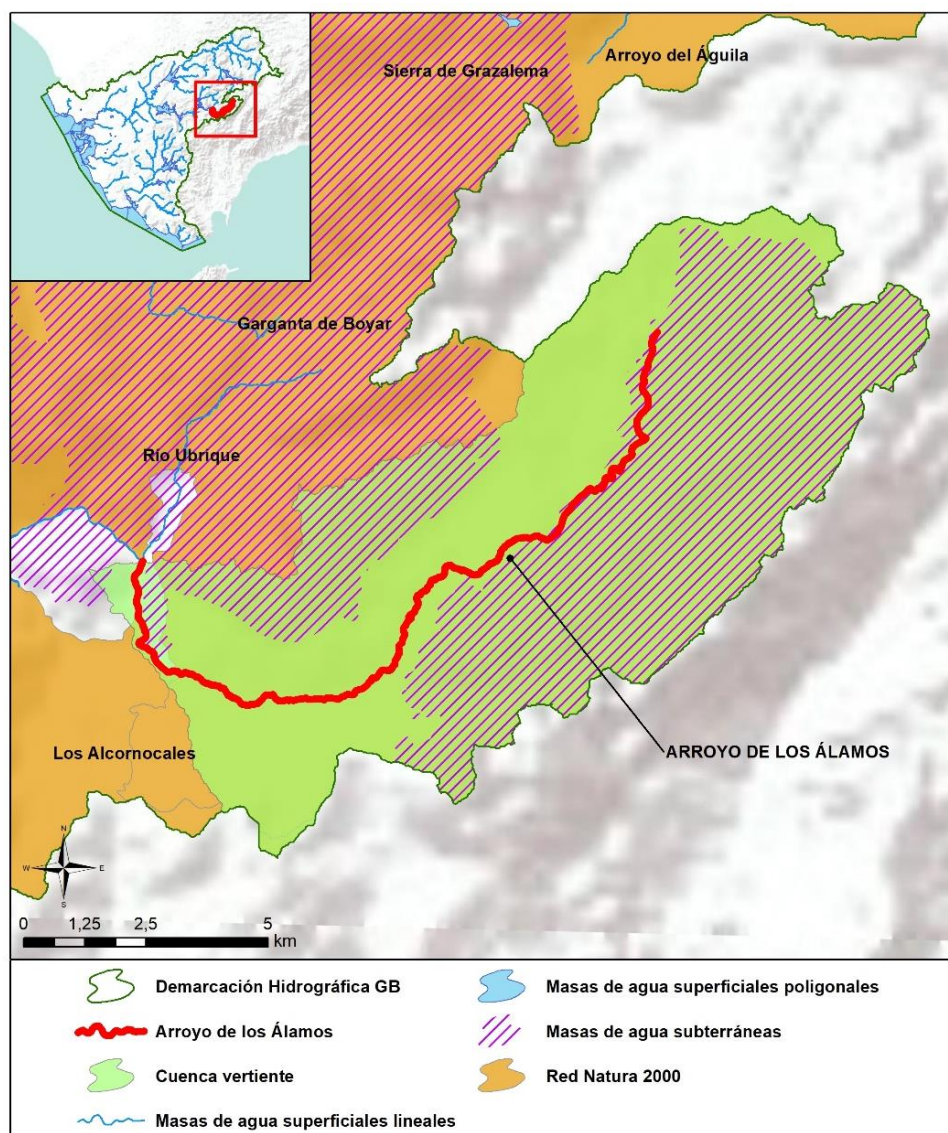 Arroyo del Águila
Sierra de Grazalema
Garganta de Boyar
Río Ubrique
ARROYO DE LOS ÁLAMOS
Los Alcornocales
N
W E
S
0 1,25 2,5 5
km
Demarcación Hidrográfica GB
Arroyo de los Álamos
Cuenca vertiente
Masas de agua superficiales lineales
Masas de agua superficiales poligonales
Masas de agua subterráneas
Red Natura 2000